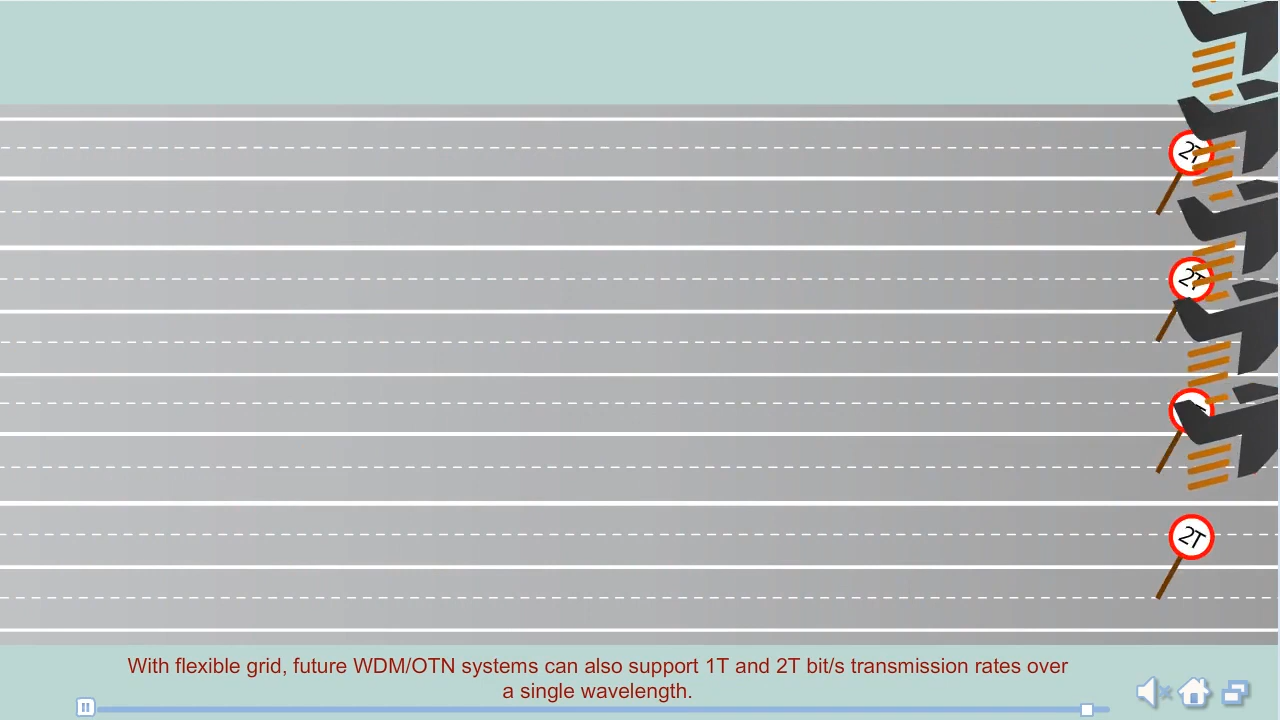 2T
2T
2T
With flexible grid, future WDM/OTN systems can also support 1T and 2T bit/s transmission rates over
a single wavelength.